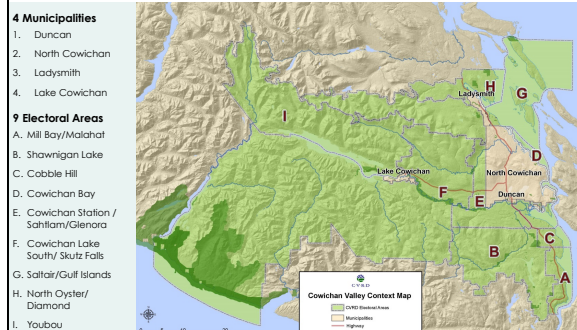 4 Municipalities
1. Duncan
2. North Cowichan
3. Ladysmith
4. Lake Cowichan
9 Electoral Areas
A. Mill Bay/Malahat
B. Shawnigan Lake
C. Cobble Hill
D. Cowichan Bay
E. Cowichan Station /
Sahtlam/Glenora
F. Cowichan Lake
South/ Skutz Falls
G. Saltair/Gulf Islands
H. North Oyster/
Diamond
I. Youbou
H
G
Ladysmith
I
D
Lake Cowichan
North Cowichan
F
E
Duncan
C
B
A
CVRD
Cowichan Valley Context Map
CVRD Electoral Areas
Municipalities
Highway